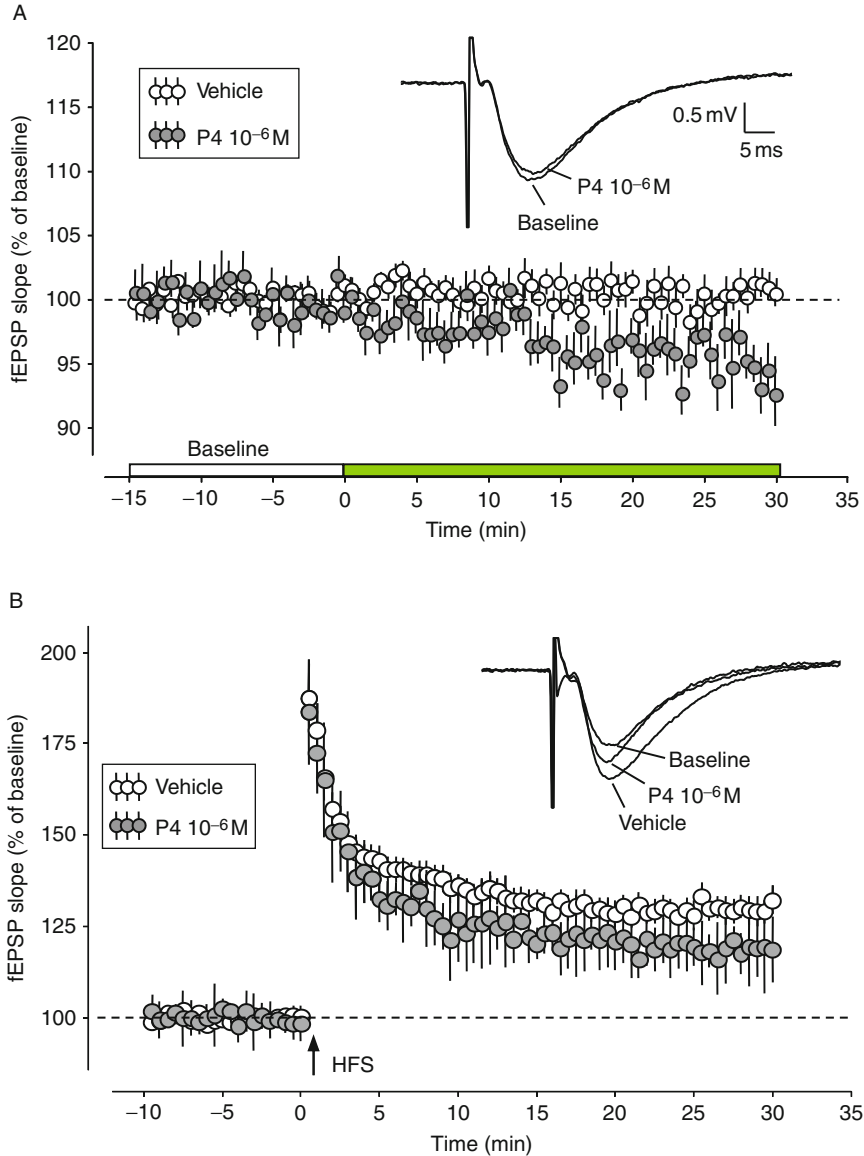 A
120
115
110
105
100
95
90
fEPSP slope (% of baseline)
Vehicle
P4 10⁻⁶M
0.5 mV
5 ms
P4 10⁻⁶M
Baseline
Baseline
–15
–10
–5
0
5
10
15
20
25
30
35
Time (min)
B
200
175
150
125
100
fEPSP slope (% of baseline)
Vehicle
P4 10⁻⁶M
Baseline
P4 10⁻⁶M
Vehicle
HFS
–10
–5
0
5
10
15
20
25
30
35
Time (min)